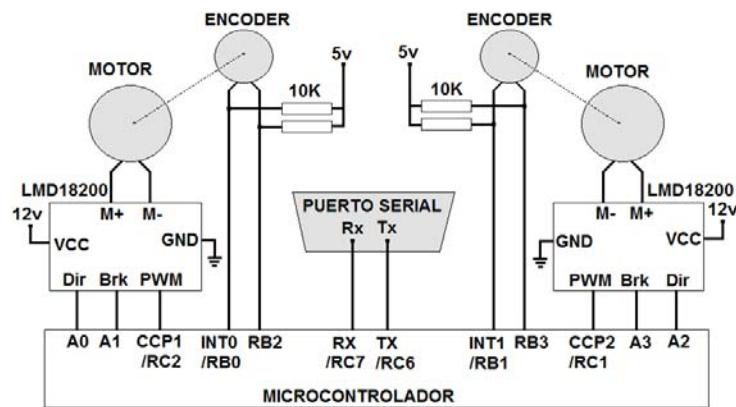 ENCODER
ENCODER
5v
5v
MOTOR
10K
10K
MOTOR
LMD18200
LMD18200
M+ M-
PUERTO SERIAL
M- M+
12v
12v
Rx Tx
VCC
GND
GND
VCC
Dir Brk PWM
PWM Brk Dir
A0 A1 CCP1 /RC2 INT0 /RB0 RB2 RX /RC7 TX /RC6 INT1 /RB1 RB3 CCP2 /RC1 A3 A2
MICROCONTROLADOR